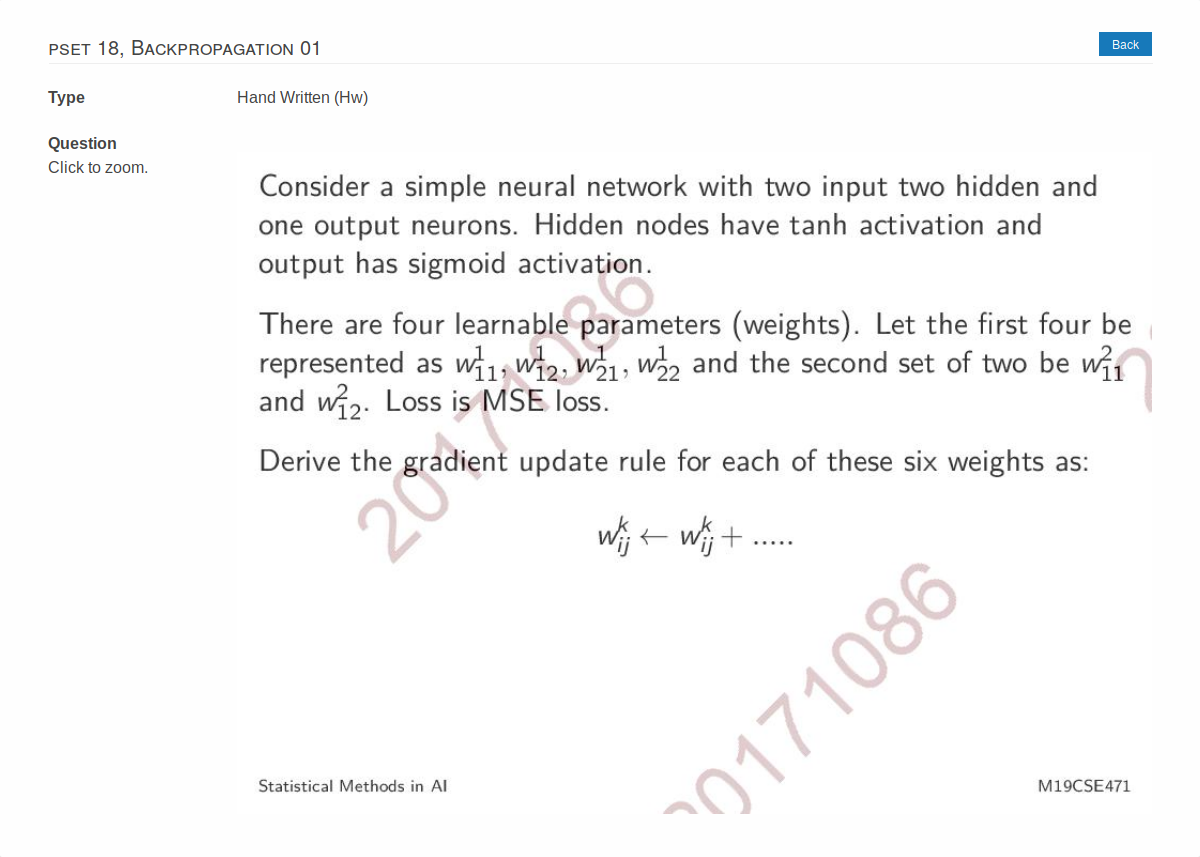 PSET 18, BACKPROPAGATION 01
Back
Type
Hand Written (Hw)
Question
Click to zoom.
Consider a simple neural network with two input two hidden and
one output neurons. Hidden nodes have tanh activation and
output has sigmoid activation.
There are four learnable parameters (weights). Let the first four be
represented as w^1_{11}, w^1_{12}, w^1_{21}, w^1_{22} and the second set of two be w^2_{11}
and w^2_{12}. Loss is MSE loss.
Derive the gradient update rule for each of these six weights as:
w^k_{ij} ← w^k_{ij} + .....
20171086
20171086
Statistical Methods in AI
M19CSE471